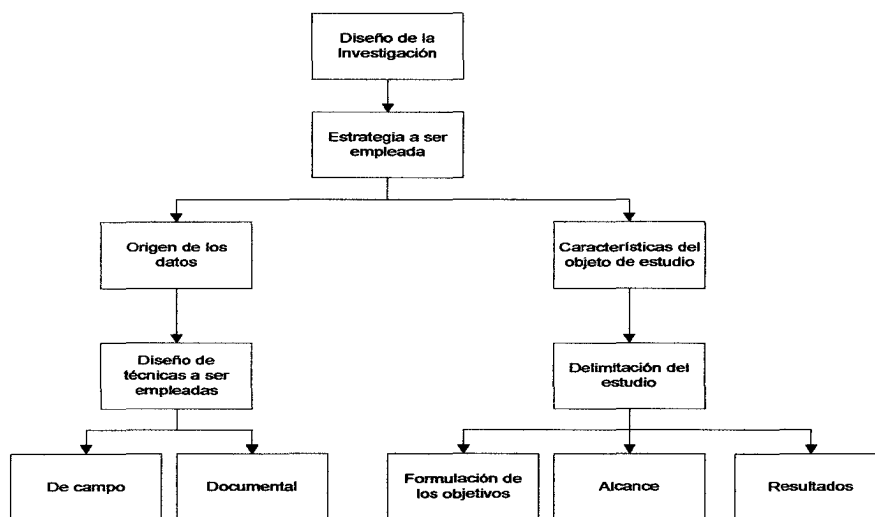 Diseño de la
Investigación
Estrategia a ser
empleada
Origen de los
datos
Características del
objeto de estudio
Diseño de
técnicas a ser
empleadas
Delimitación del
estudio
De campo
Documental
Formulación de
los objetivos
Alcance
Resultados